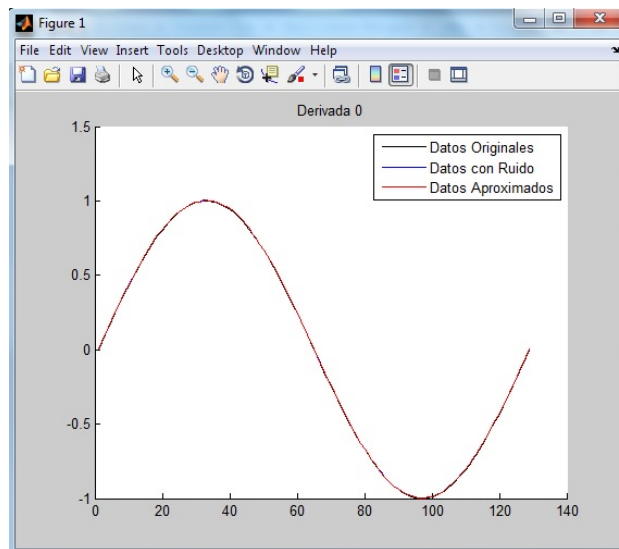 Figure 1
File Edit View Insert Tools Desktop Window Help
Derivada 0
1.5
1
0.5
0
-0.5
-1
0 20 40 60 80 100 120 140
Datos Originales
Datos con Ruido
Datos Aproximados